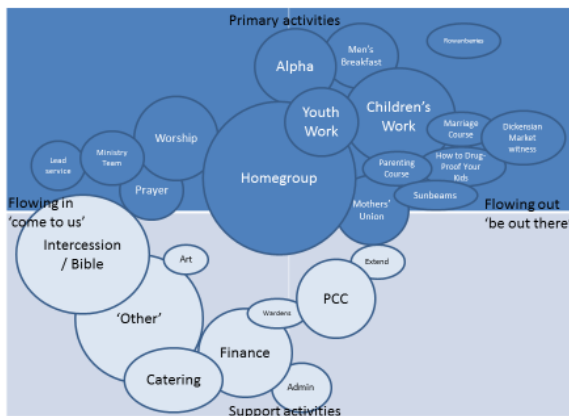 Primary activities
Men's
Breakfast
Alpha
Youth
Work
Children's
Work
Marriage
Course
Dickensian
Market
witness
Worship
Ministry
Team
Lead
service
Prayer
Homegroup
Parenting
Course
How to Drug-
Proof Your
Kids
Sunbeams
Mothers'
Union
Flowing in
'come to us'
Flowing out
'be out there'
Intercession
/ Bible
Art
Extend
'Other'
Wardens
PCC
Finance
Catering
Admin
Support activities